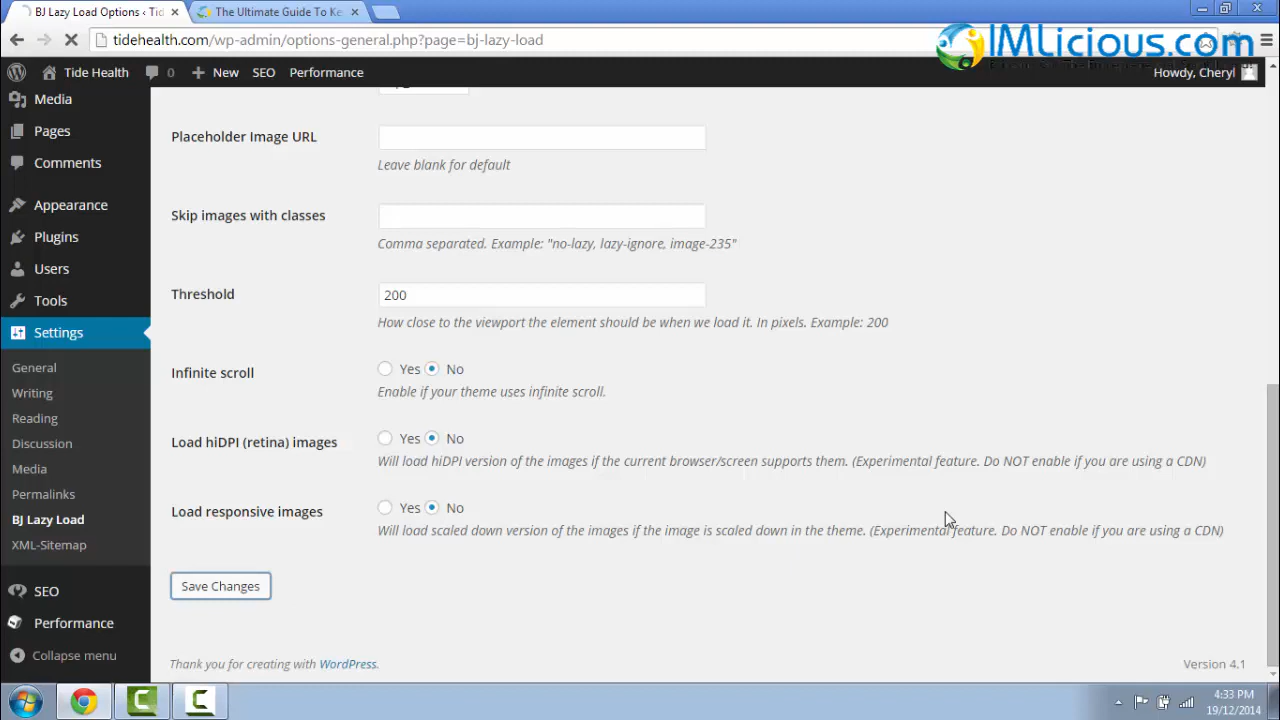 BJ Lazy Load Options ‹ Tid
The Ultimate Guide To Ke
tidehealth.com/wp-admin/options-general.php?page=bj-lazy-load
IMLicious.com
Tide Health
0
New
SEO
Performance
Howdy, Cheryl
Media
Pages
Comments
Appearance
Plugins
Users
Tools
Settings
General
Writing
Reading
Discussion
Media
Permalinks
BJ Lazy Load
XML-Sitemap
SEO
Performance
Collapse menu
Placeholder Image URL
Leave blank for default
Skip images with classes
Comma separated. Example: "no-lazy, lazy-ignore, image-235"
Threshold
200
How close to the viewport the element should be when we load it. In pixels. Example: 200
Infinite scroll
Yes No
Enable if your theme uses infinite scroll.
Load hiDPI (retina) images
Yes No
Will load hiDPI version of the images if the current browser/screen supports them. (Experimental feature. Do NOT enable if you are using a CDN)
Load responsive images
Yes No
Will load scaled down version of the images if the image is scaled down in the theme. (Experimental feature. Do NOT enable if you are using a CDN)
Save Changes
Thank you for creating with WordPress.
Version 4.1
4:33 PM
19/12/2014